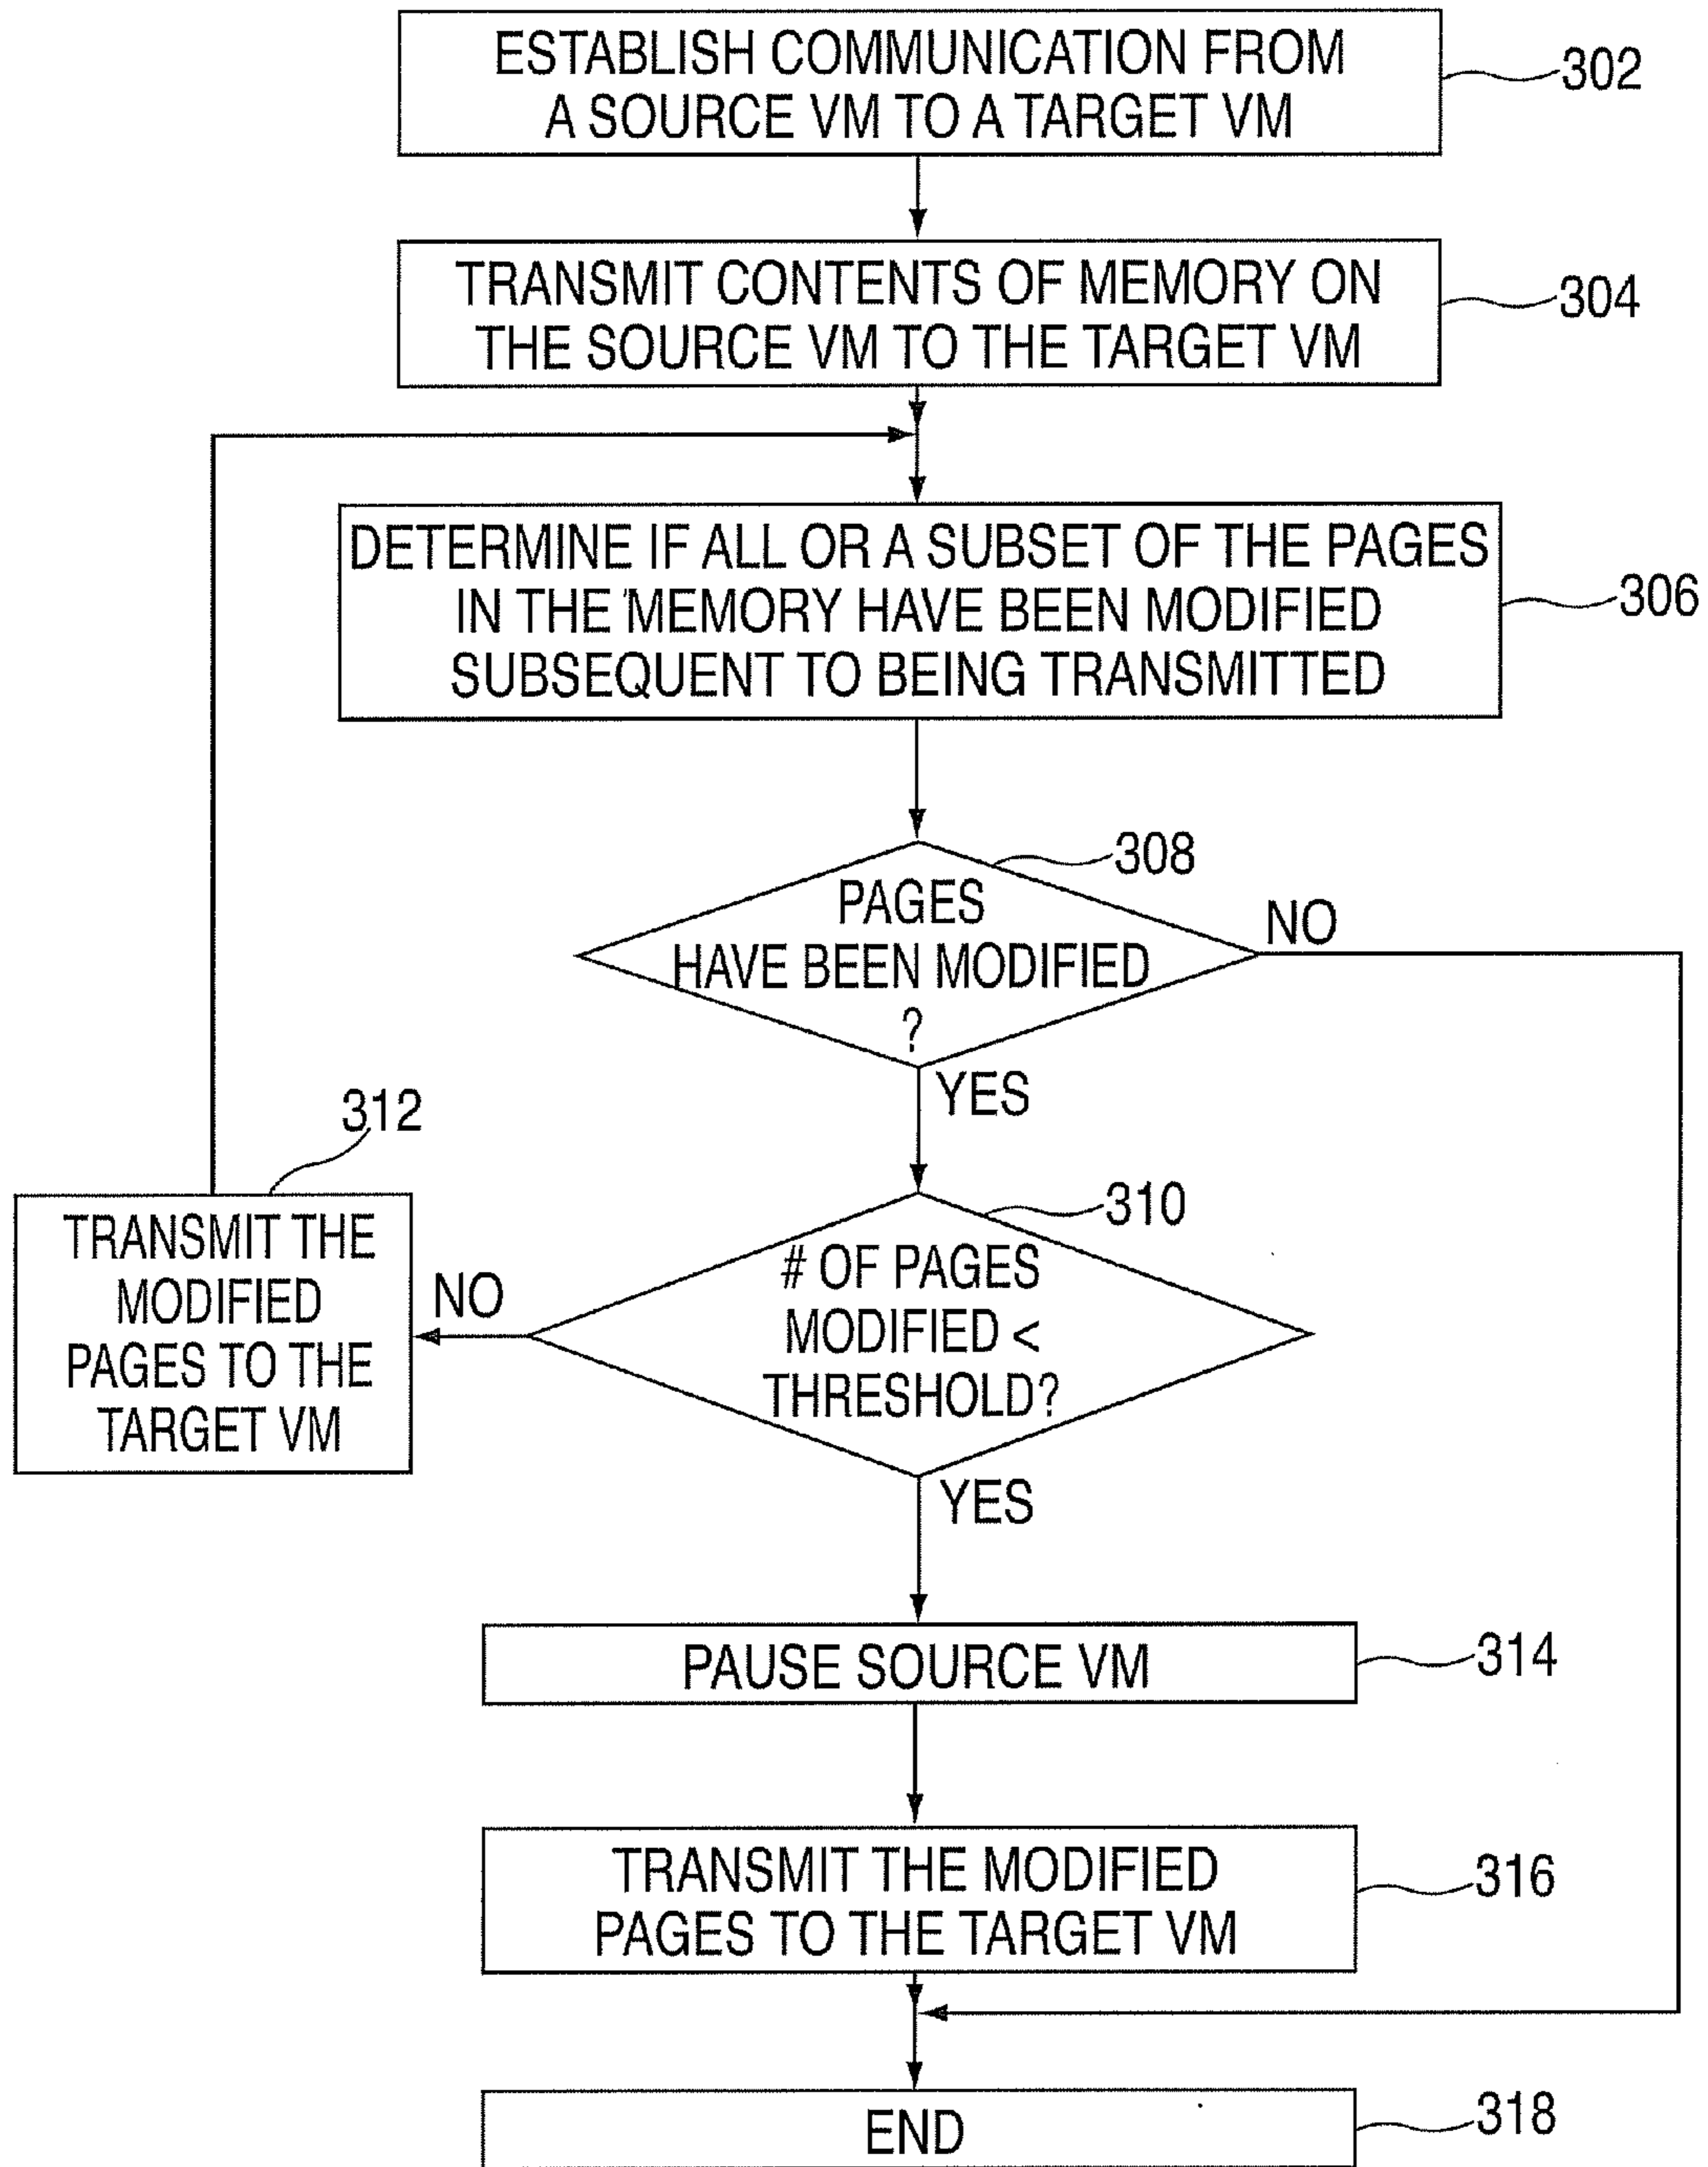 ESTABLISH COMMUNICATION FROM
A SOURCE VM TO A TARGET VM
302
TRANSMIT CONTENTS OF MEMORY ON
THE SOURCE VM TO THE TARGET VM
304
DETERMINE IF ALL OR A SUBSET OF THE PAGES
IN THE MEMORY HAVE BEEN MODIFIED
SUBSEQUENT TO BEING TRANSMITTED
306
308
PAGES
HAVE BEEN MODIFIED
?
NO
YES
312
TRANSMIT THE
MODIFIED
PAGES TO THE
TARGET VM
NO
310
# OF PAGES
MODIFIED <
THRESHOLD?
YES
PAUSE SOURCE VM
314
TRANSMIT THE MODIFIED
PAGES TO THE TARGET VM
316
END
318